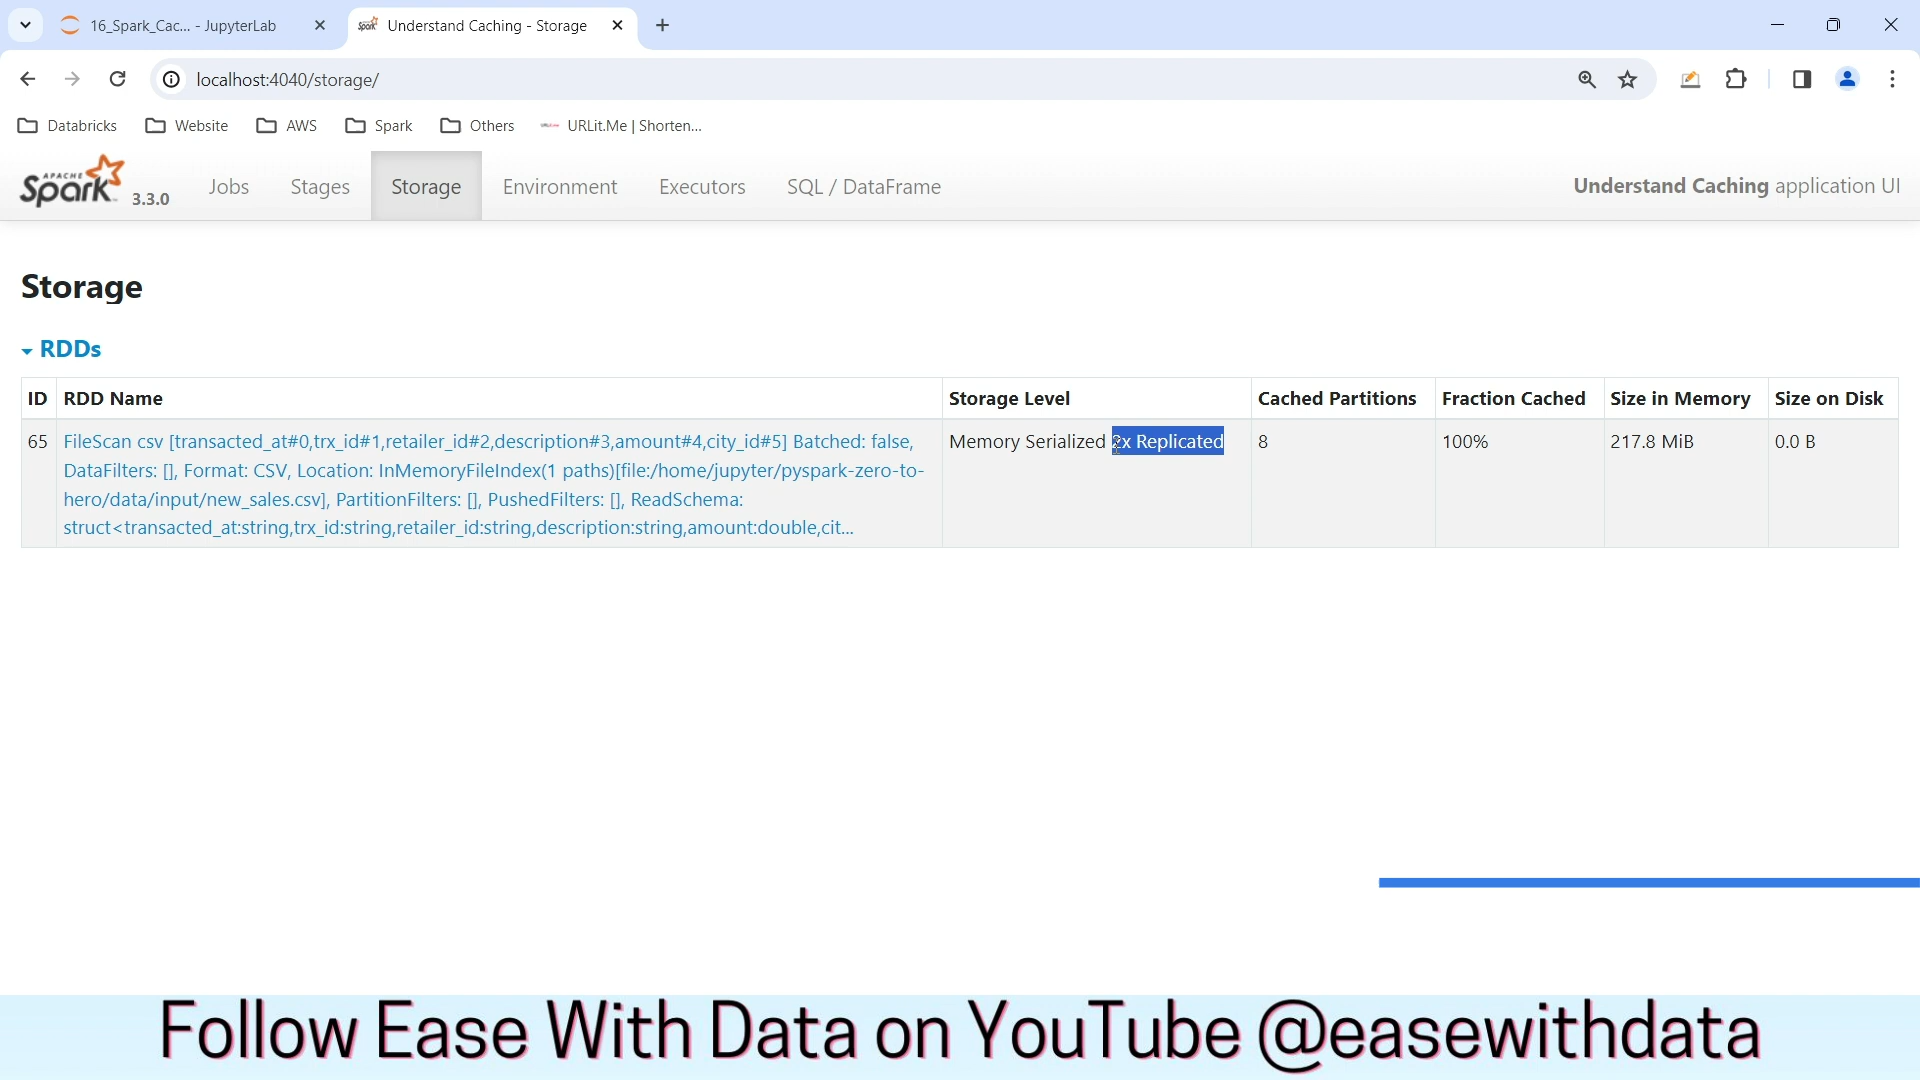 16_Spark_Cac... - JupyterLab
Understand Caching - Storage
localhost:4040/storage/
Databricks
Website
AWS
Spark
Others
URLit.Me | Shorten...
APACHE
Spark 3.3.0
Jobs
Stages
Storage
Environment
Executors
SQL / DataFrame
Understand Caching application UI
Storage
RDDs
ID RDD Name Storage Level Cached Partitions Fraction Cached Size in Memory Size on Disk
65 FileScan csv [transacted_at#0,trx_id#1,retailer_id#2,description#3,amount#4,city_id#5] Batched: false, Memory Serialized 2x Replicated 8 100% 217.8 MiB 0.0 B
DataFilters: [], Format: CSV, Location: InMemoryFileIndex(1 paths)[file:/home/jupyter/pyspark-zero-to-
hero/data/input/new_sales.csv], PartitionFilters: [], PushedFilters: [], ReadSchema:
struct<transacted_at:string,trx_id:string,retailer_id:string,description:string,amount:double,cit...
Follow Ease With Data on YouTube @easewithdata